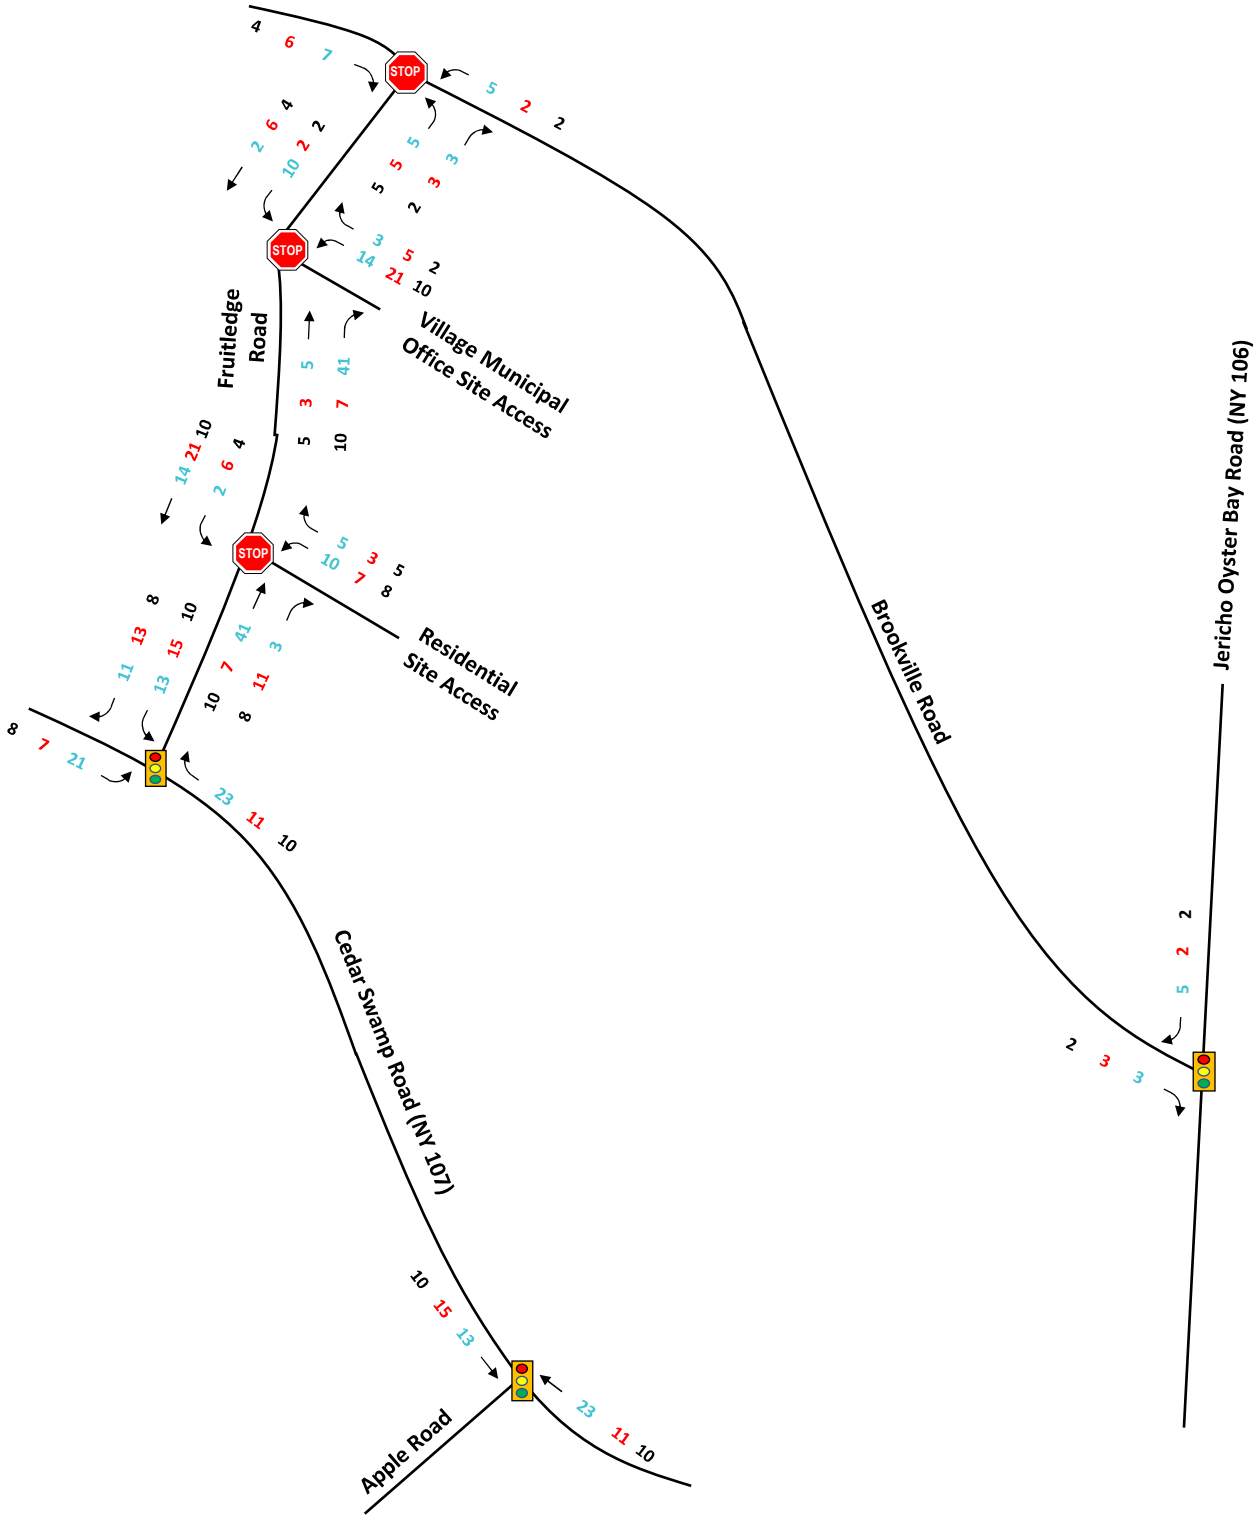 4 6 7
STOP
5 2 2
2 6 4
10 2 2
5 5 5
2 3 3
STOP
3 5 2
14 21 10
Fruitledge
Road
Village Municipal
Office Site Access
5 3 5
10 7 41
14 21 10
2 6 4
STOP
5 3 5
10 7 8
Residential
Site Access
11 13 8
13 15 10
10 7 41
8 11 3
8 7 21
23 11 10
Brookville Road
Jericho Oyster Bay Road (NY 106)
5 2 2
2 3 3
Cedar Swamp Road (NY 107)
10 15 13
23 11 10
Apple Road